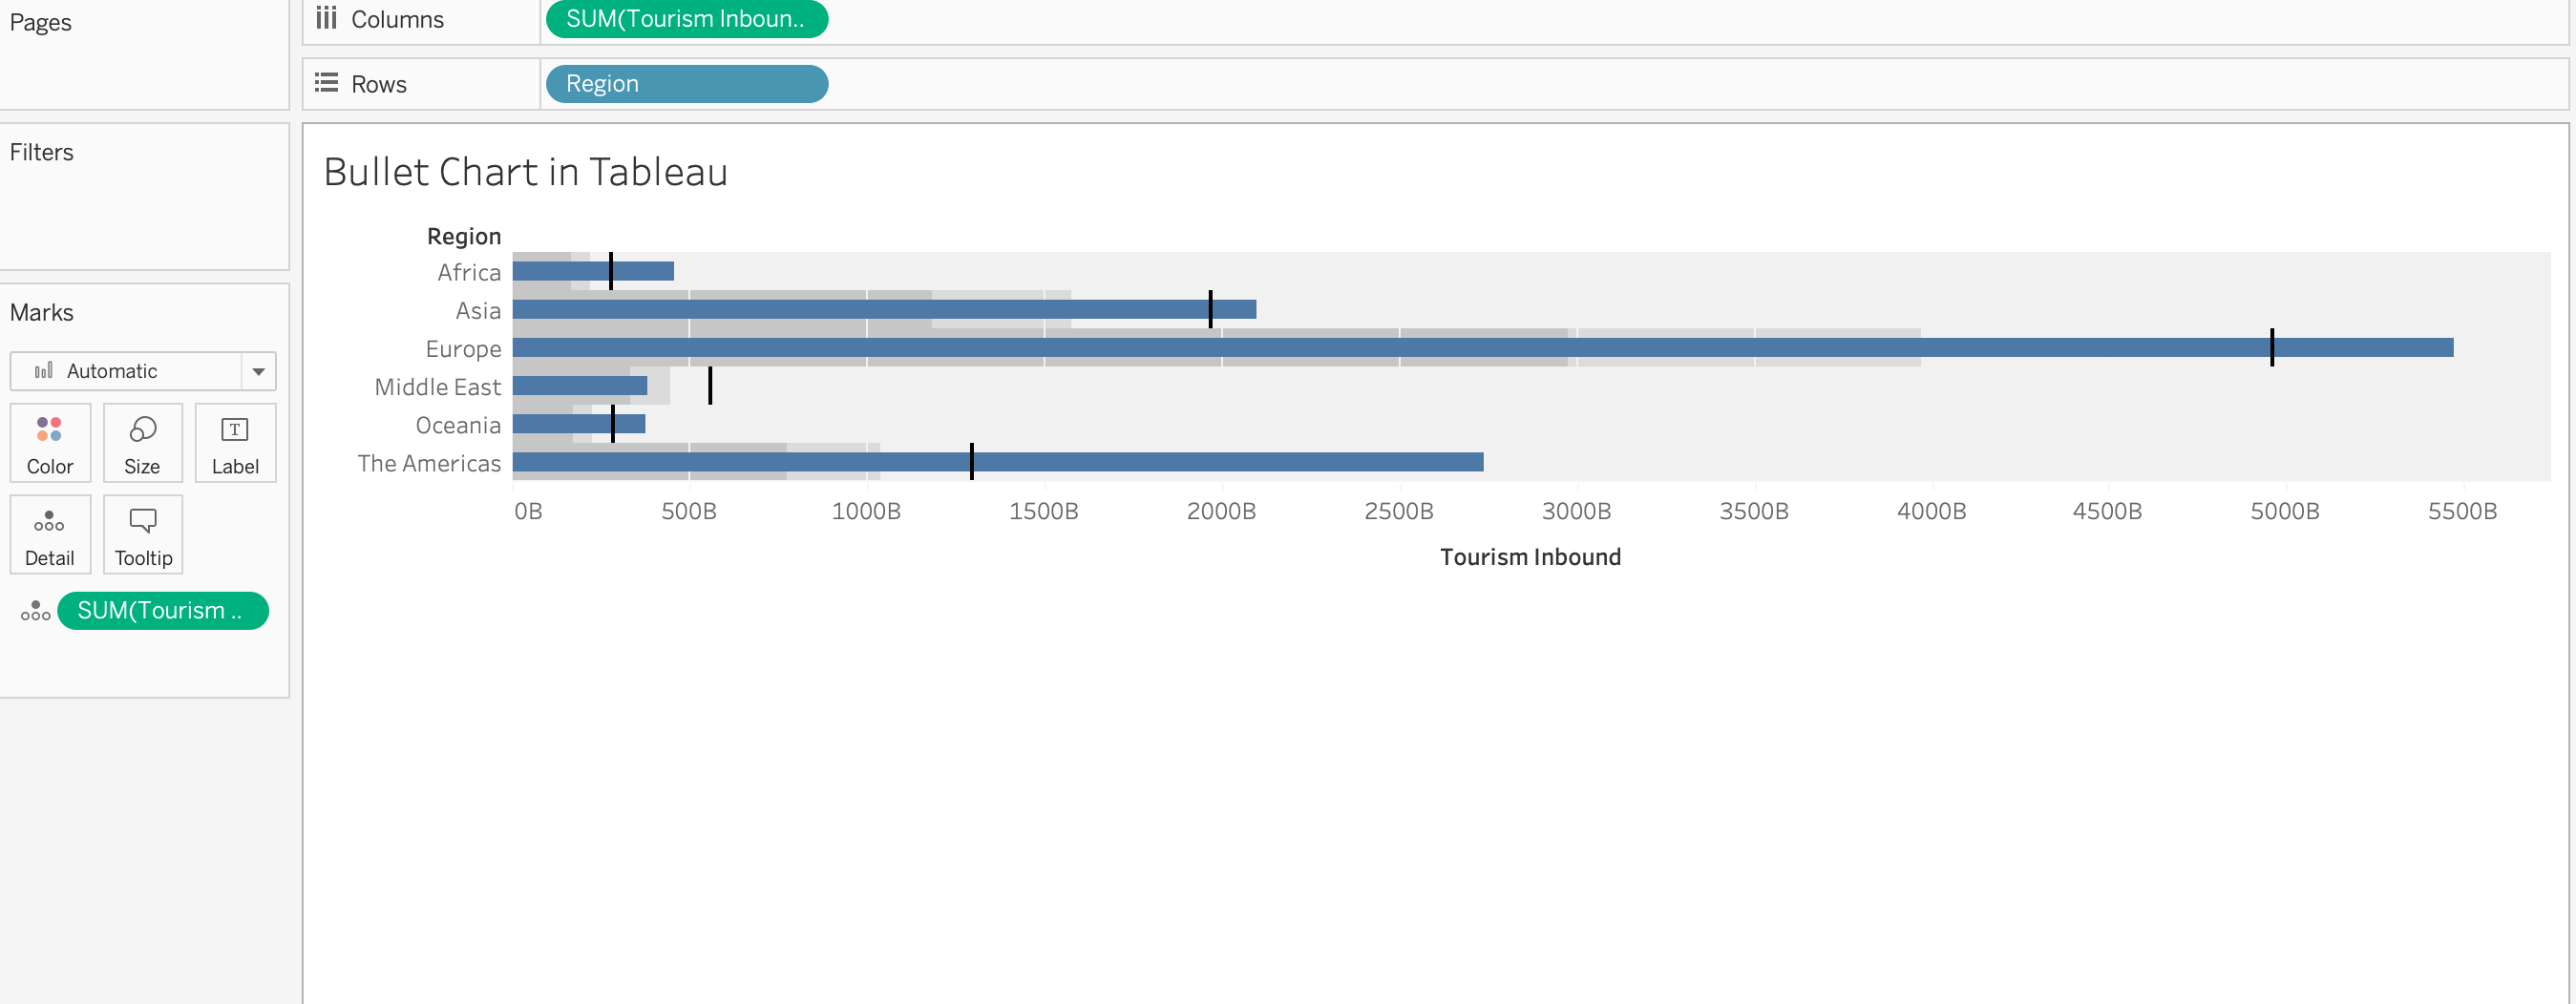 Pages
Columns
SUM(Tourism Inboun..
Rows
Region
Filters
Marks
Automatic
Color
Size
T
Label
Detail
Tooltip
SUM(Tourism ..
Bullet Chart in Tableau
Region
Africa
Asia
Europe
Middle East
Oceania
The Americas
0B 500B 1000B 1500B 2000B 2500B 3000B 3500B 4000B 4500B 5000B 5500B
Tourism Inbound